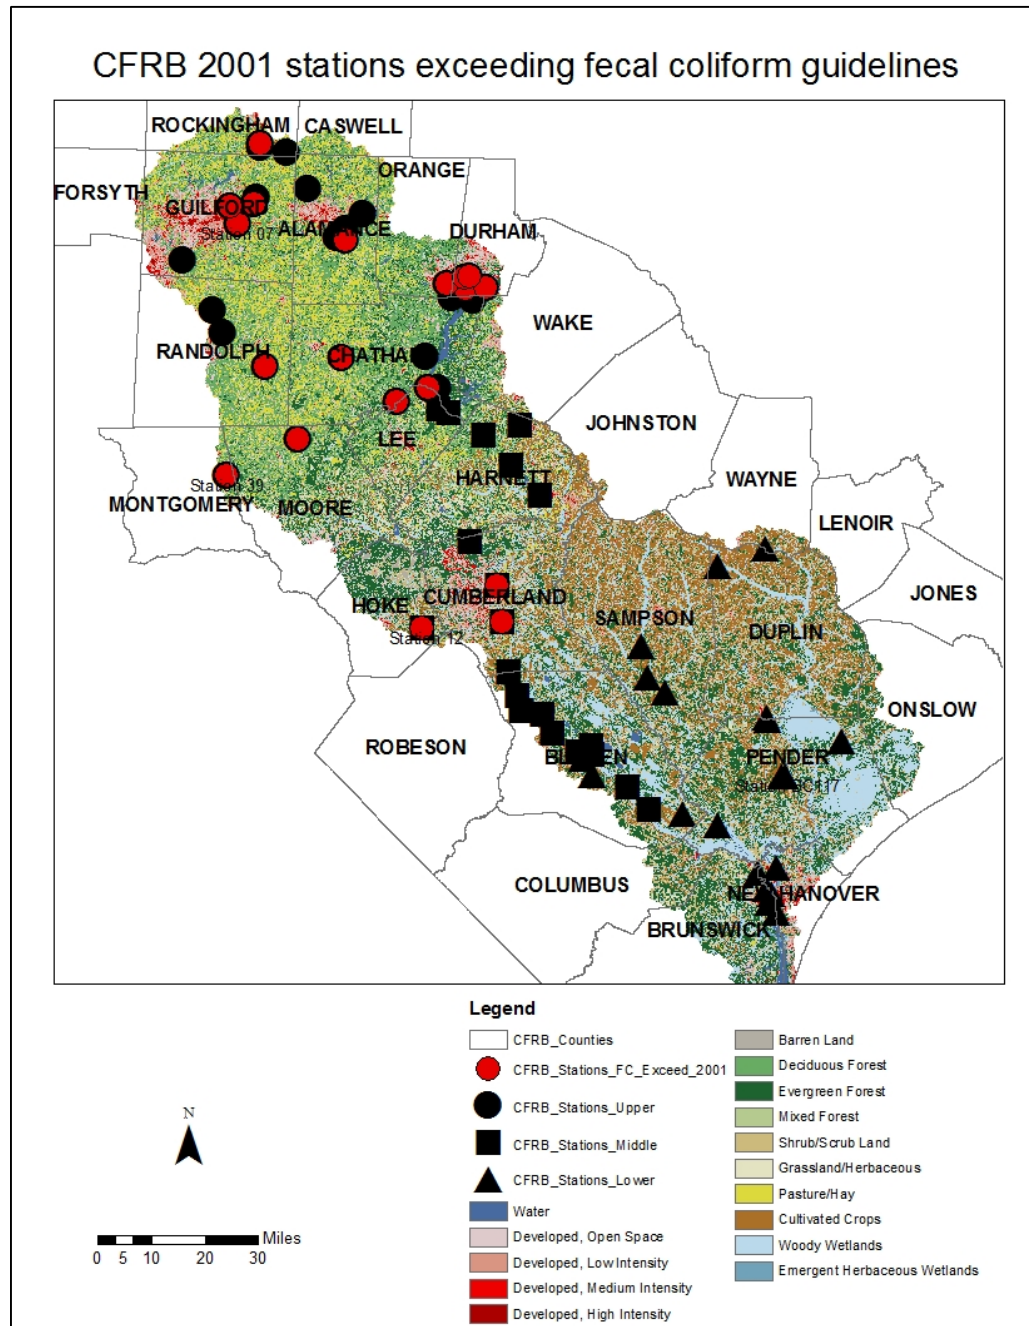 CFRB 2001 stations exceeding fecal coliform guidelines
ROCKINGHAM
CASWELL
ORANGE
FORSYTH
GUILFORD
Station 07
ALAMANCE
DURHAM
WAKE
RANDOLPH
CHATHA
JOHNSTON
LEE
HARNETT
WAYNE
Station 39
MONTGOMERY
MOORE
LENOIR
JONES
HOKE
CUMBERLAND
SAMPSON
DUPLIN
Station 12
ONSLOW
ROBESON
PENDER
COLUMBUS
NEW HANOVER
BRUNSWICK
Legend
CFRB_Counties
CFRB_Stations_FC_Exceed_2001
CFRB_Stations_Upper
CFRB_Stations_Middle
CFRB_Stations_Lower
Water
Developed, Open Space
Developed, Low Intensity
Developed, Medium Intensity
Developed, High Intensity
Barren Land
Deciduous Forest
Evergreen Forest
Mixed Forest
Shrub/Scrub Land
Grassland/Herbaceous
Pasture/Hay
Cultivated Crops
Woody Wetlands
Emergent Herbaceous Wetlands
N
Miles
0 5 10 20 30